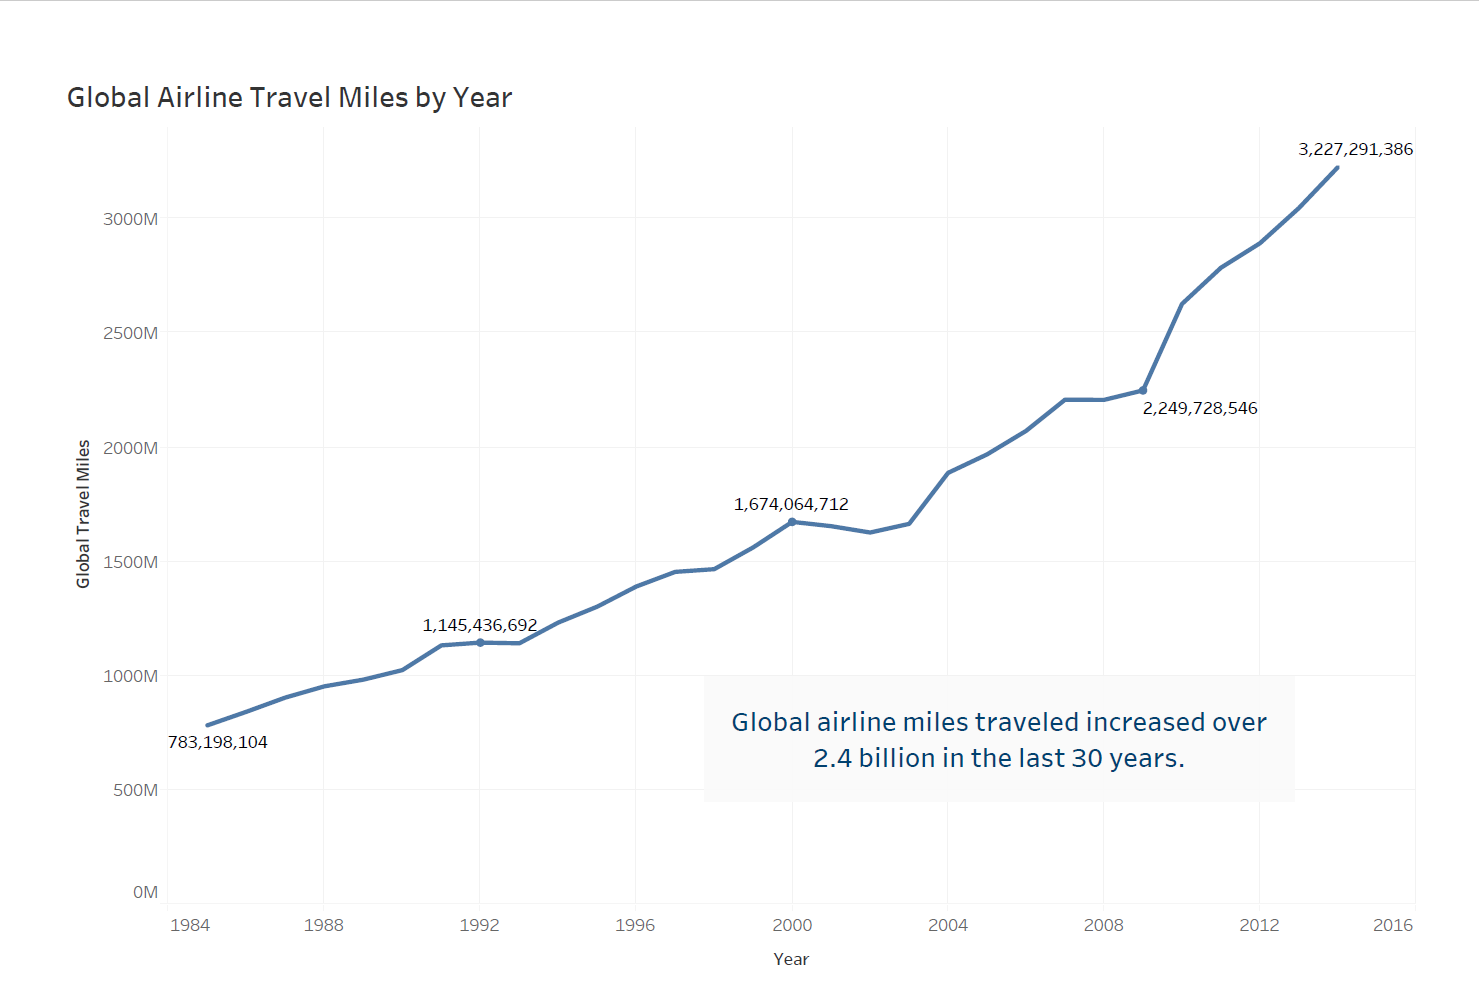 Global Airline Travel Miles by Year
3,227,291,386
3000M
2500M
2,249,728,546
2000M
1,674,064,712
1500M
1,145,436,692
1000M
783,198,104
500M
0M
Global Travel Miles
Global airline miles traveled increased over
2.4 billion in the last 30 years.
1984 1988 1992 1996 2000 2004 2008 2012 2016
Year